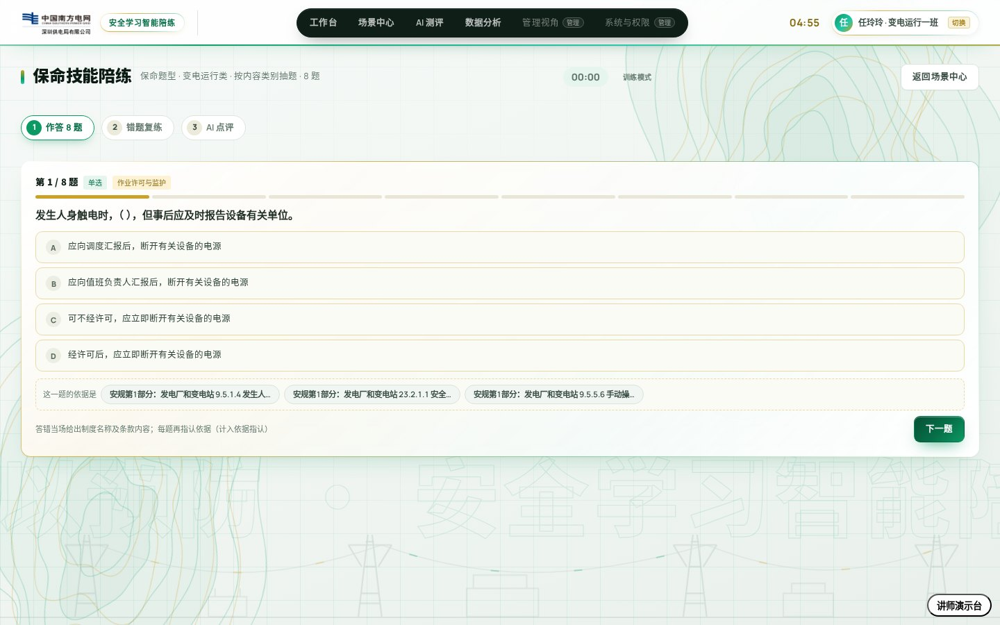 中国南方电网
CHINA SOUTHERN POWER GRID
深圳供电局有限公司
安全学习智能陪练
工作台
场景中心
AI 测评
数据分析
管理视角 管理
系统与权限 管理
04:55
任
任玲玲 · 变电运行一班
切换
保命技能陪练
保命题型 · 变电运行类 · 按内容类别抽题 · 8 题
00:00
训练模式
返回场景中心
1 作答 8 题
2 错题复练
3 AI 点评
第 1 / 8 题 单选 作业许可与监护
发生人身触电时，（ ），但事后应及时报告设备有关单位。
A 应向调度汇报后，断开有关设备的电源
B 应向值班负责人汇报后，断开有关设备的电源
C 可不经许可，应立即断开有关设备的电源
D 经许可后，应立即断开有关设备的电源
这一题的依据是 安规第1部分：发电厂和变电站 9.5.1.4 发生人... 安规第1部分：发电厂和变电站 23.2.1.1 安全... 安规第1部分：发电厂和变电站 9.5.5.6 手动操...
答错当场给出制度名称及条款内容；每题再指认依据（计入依据指认）
下一题
安全学习智能陪
讲师演示台